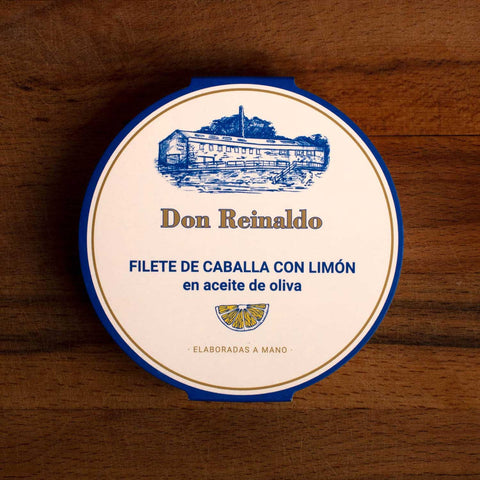 Don Reinaldo
FILETE DE CABALLA CON LIMÓN
en aceite de oliva
· ELABORADAS A MANO ·